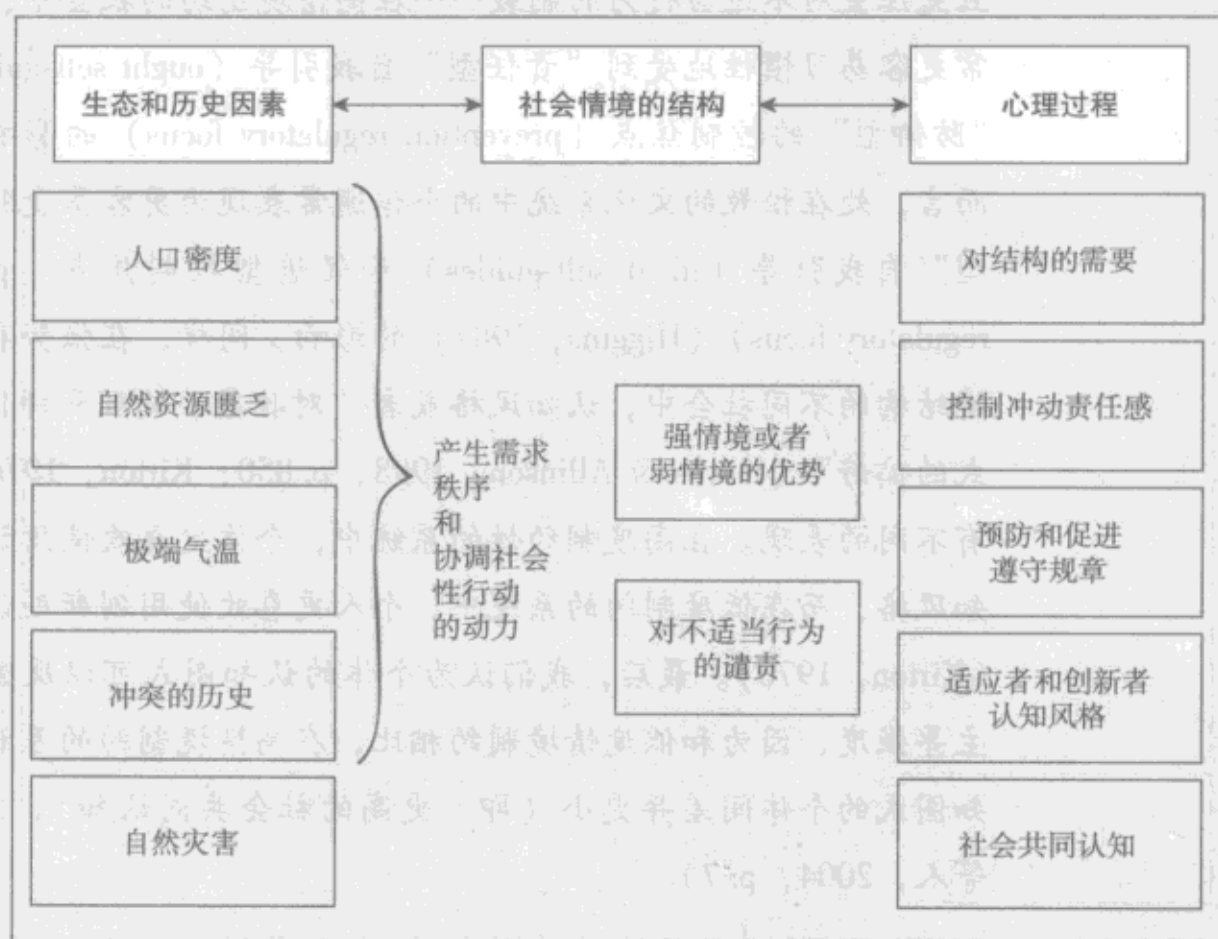 生态和历史因素
社会情境的结构
心理过程
人口密度
自然资源匮乏
极端气温
冲突的历史
自然灾害
产生需求
秩序
和
协调社会
性行动
的动力
强情境或者
弱情境的优势
对不适当行为
的谴责
对结构的需要
控制冲动责任感
预防和促进
遵守规章
适应者和创新者
认知风格
社会共同认知